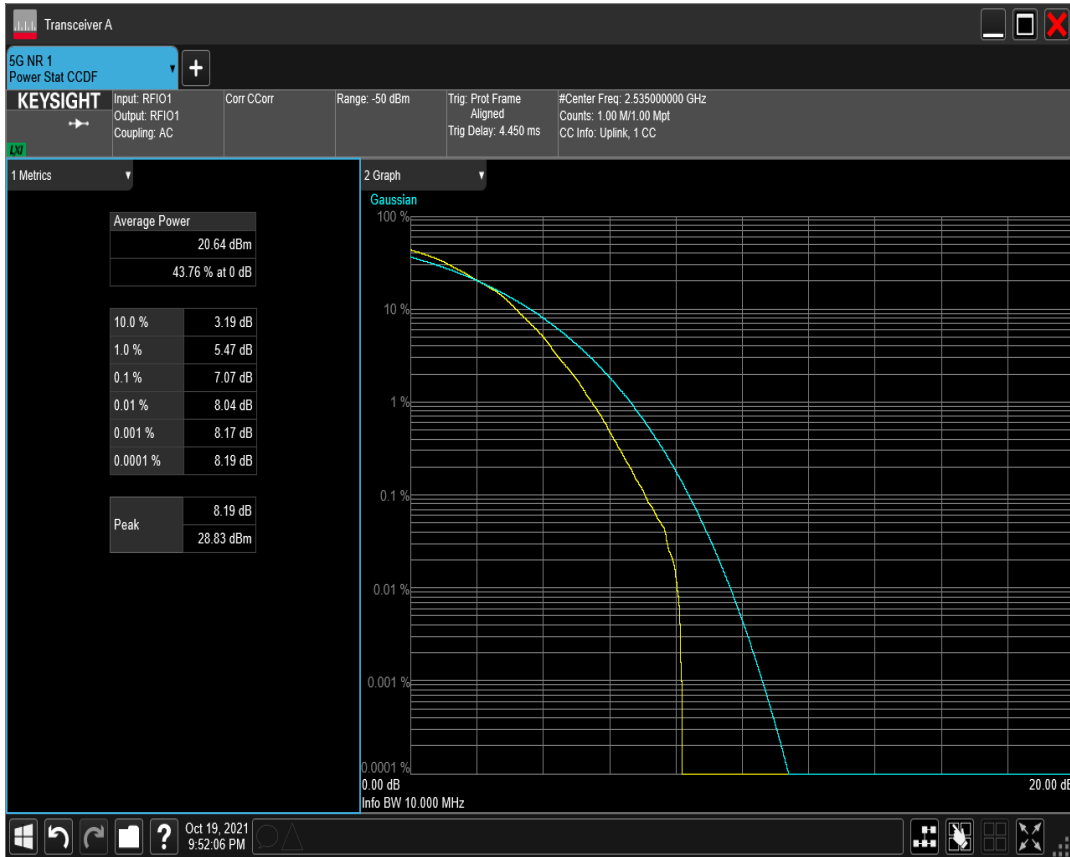 Transceiver A
5G NR 1
Power Stat CCDF
+
KEYSIGHT
LXI
Input: RFIO1
Output: RFIO1
Coupling: AC
Corr CCorr
Range: -50 dBm
Trig: Prot Frame
Aligned
Trig Delay: 4.450 ms
#Center Freq: 2.535000000 GHz
Counts: 1.00 M/1.00 Mpt
CC Info: Uplink, 1 CC
1 Metrics
Average Power
20.64 dBm
43.76 % at 0 dB
10.0 % 3.19 dB
1.0 % 5.47 dB
0.1 % 7.07 dB
0.01 % 8.04 dB
0.001 % 8.17 dB
0.0001 % 8.19 dB
Peak 8.19 dB
28.83 dBm
2 Graph
Gaussian
100 %
10 %
1 %
0.1 %
0.01 %
0.001 %
0.0001 %
0.00 dB 20.00 dB
Info BW 10.000 MHz
?
Oct 19, 2021
9:52:06 PM